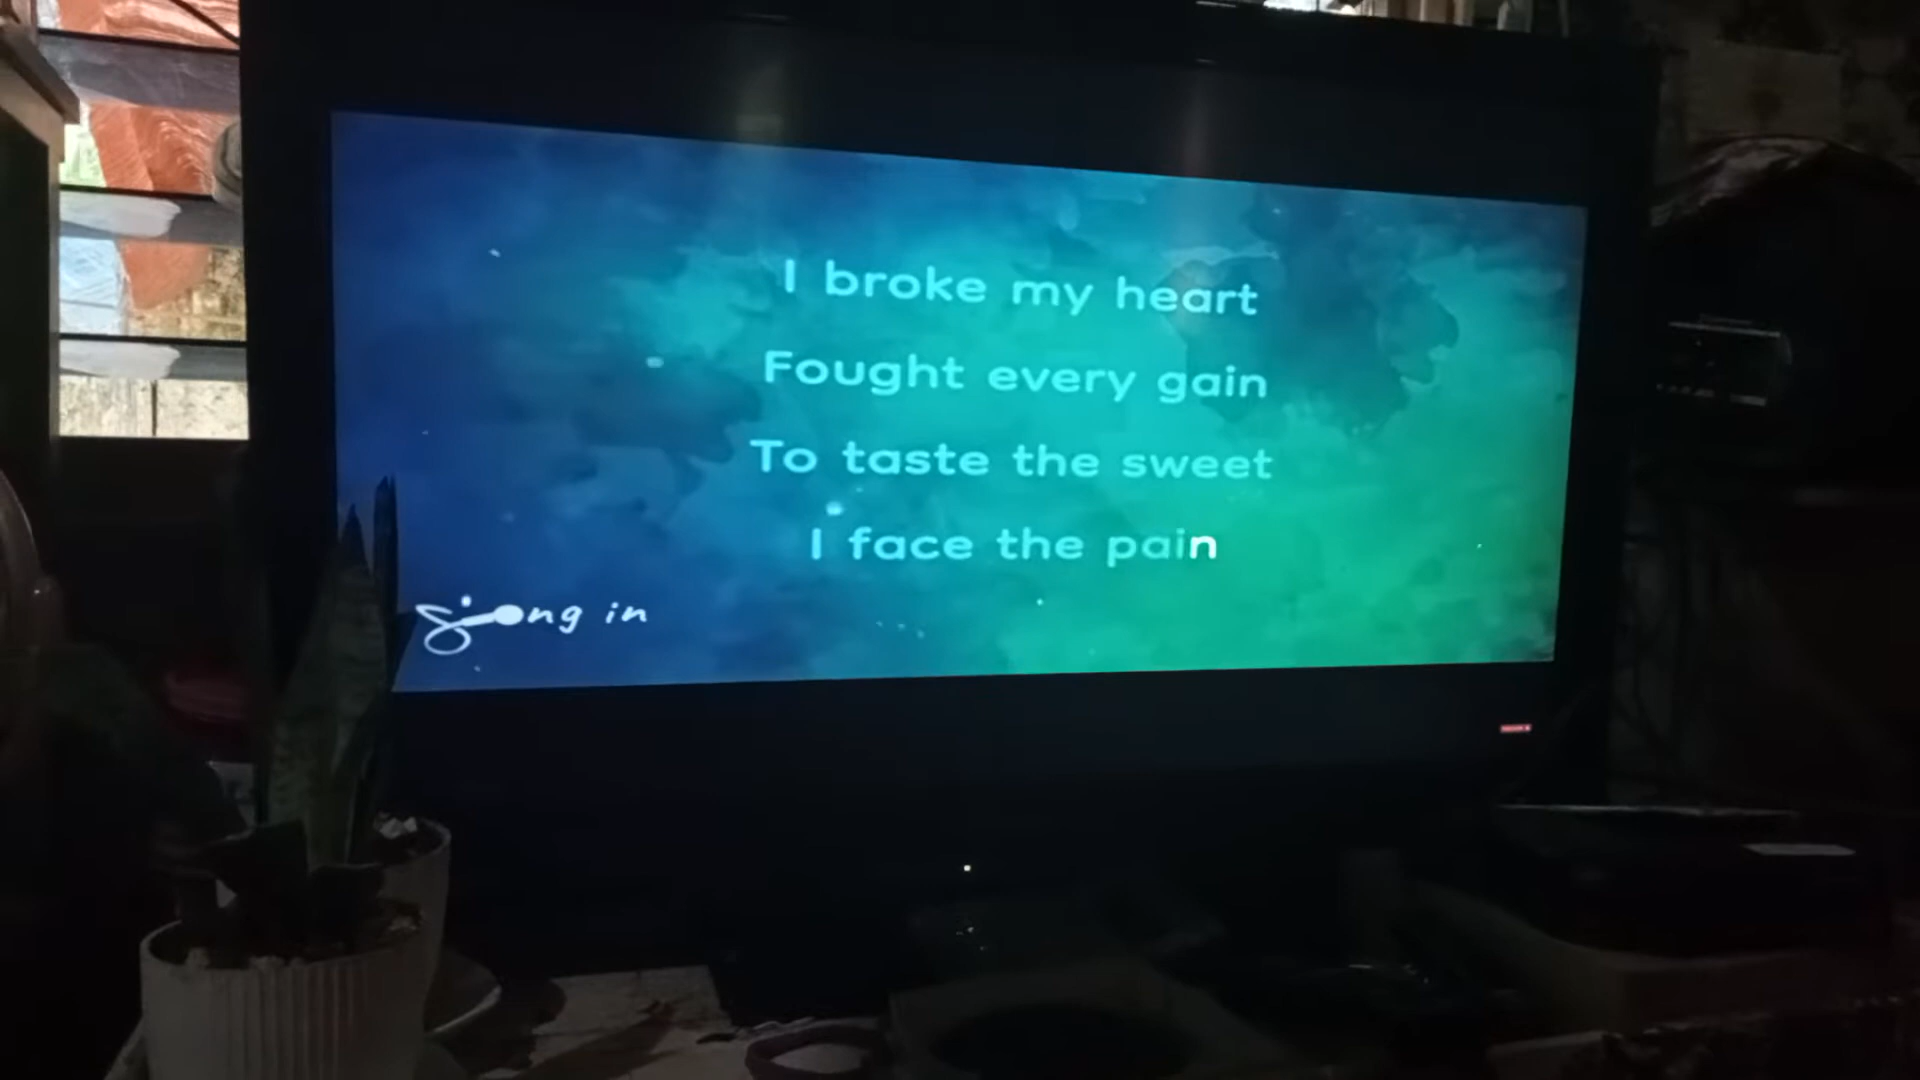 I broke my heart
Fought every gain
To taste the sweet
I face the pain
Sing in